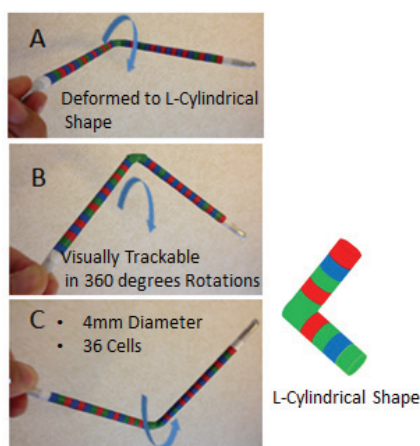 A
Deformed to L-Cylindrical
Shape
B
Visually Trackable
in 360 degrees Rotations
C
• 4mm Diameter
• 36 Cells
L-Cylindrical Shape